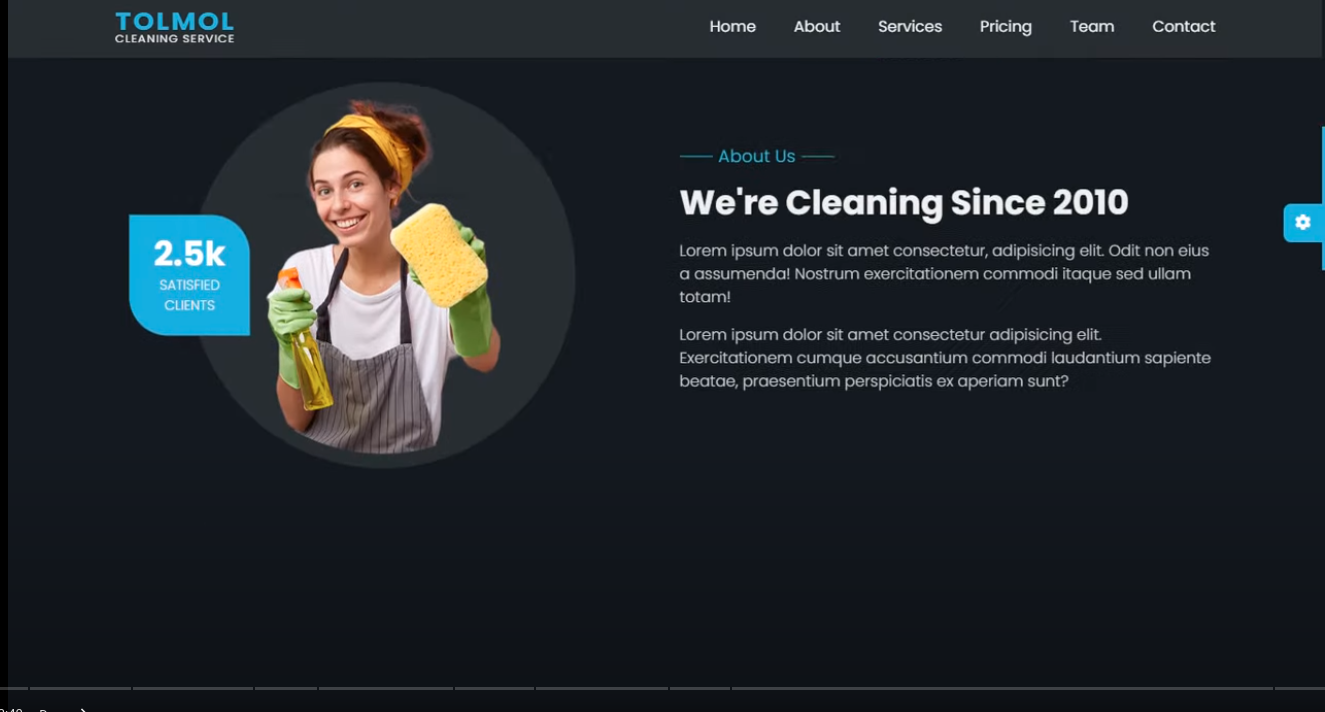 TOLMOL
CLEANING SERVICE
Home About Services Pricing Team Contact
About Us
We're Cleaning Since 2010
Lorem ipsum dolor sit amet consectetur, adipisicing elit. Odit non eius
a assumenda! Nostrum exercitationem commodi itaque sed ullam
totam!
Lorem ipsum dolor sit amet consectetur adipisicing elit.
Exercitationem cumque accusantium commodi laudantium sapiente
beatae, praesentium perspiciatis ex aperiam sunt?
2.5k
SATISFIED
CLIENTS